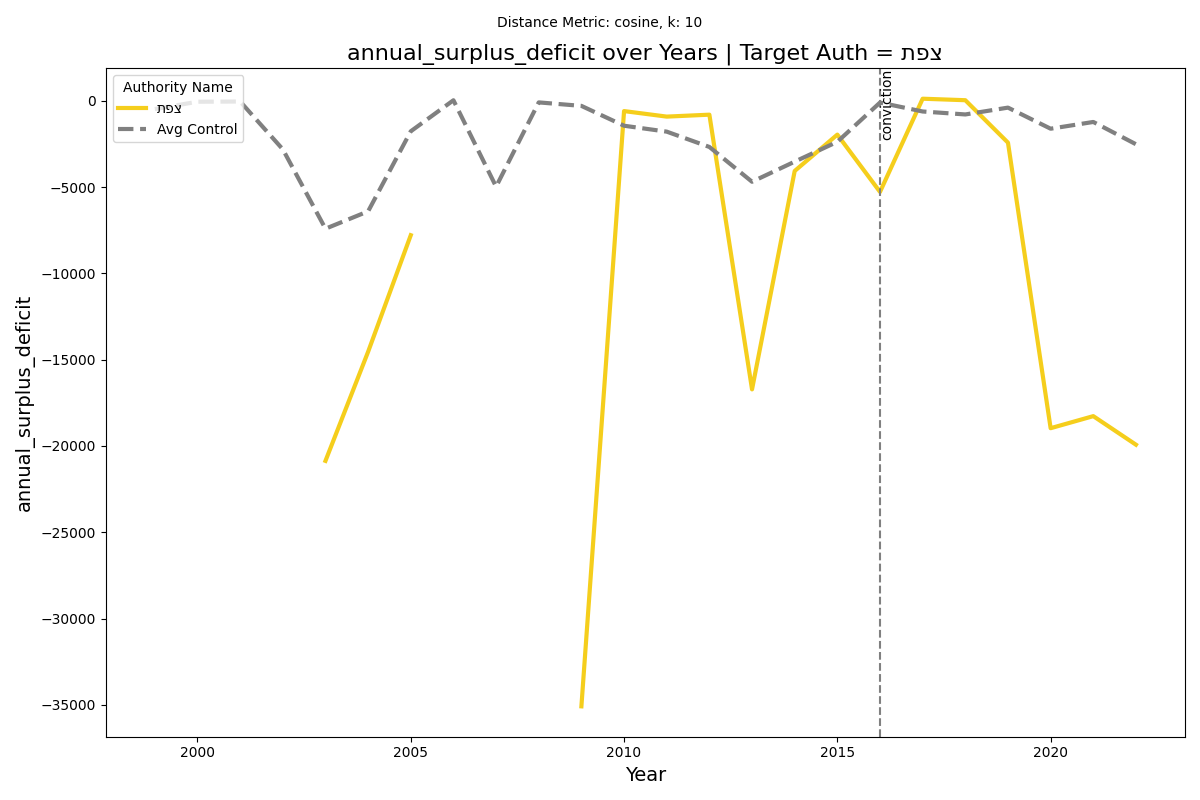 Distance Metric: cosine, k: 10
annual_surplus_deficit over Years | Target Auth = צפת
Authority Name
צפת
Avg Control
conviction
annual_surplus_deficit
0
−5000
−10000
−15000
−20000
−25000
−30000
−35000
2000
2005
2010
2015
2020
Year